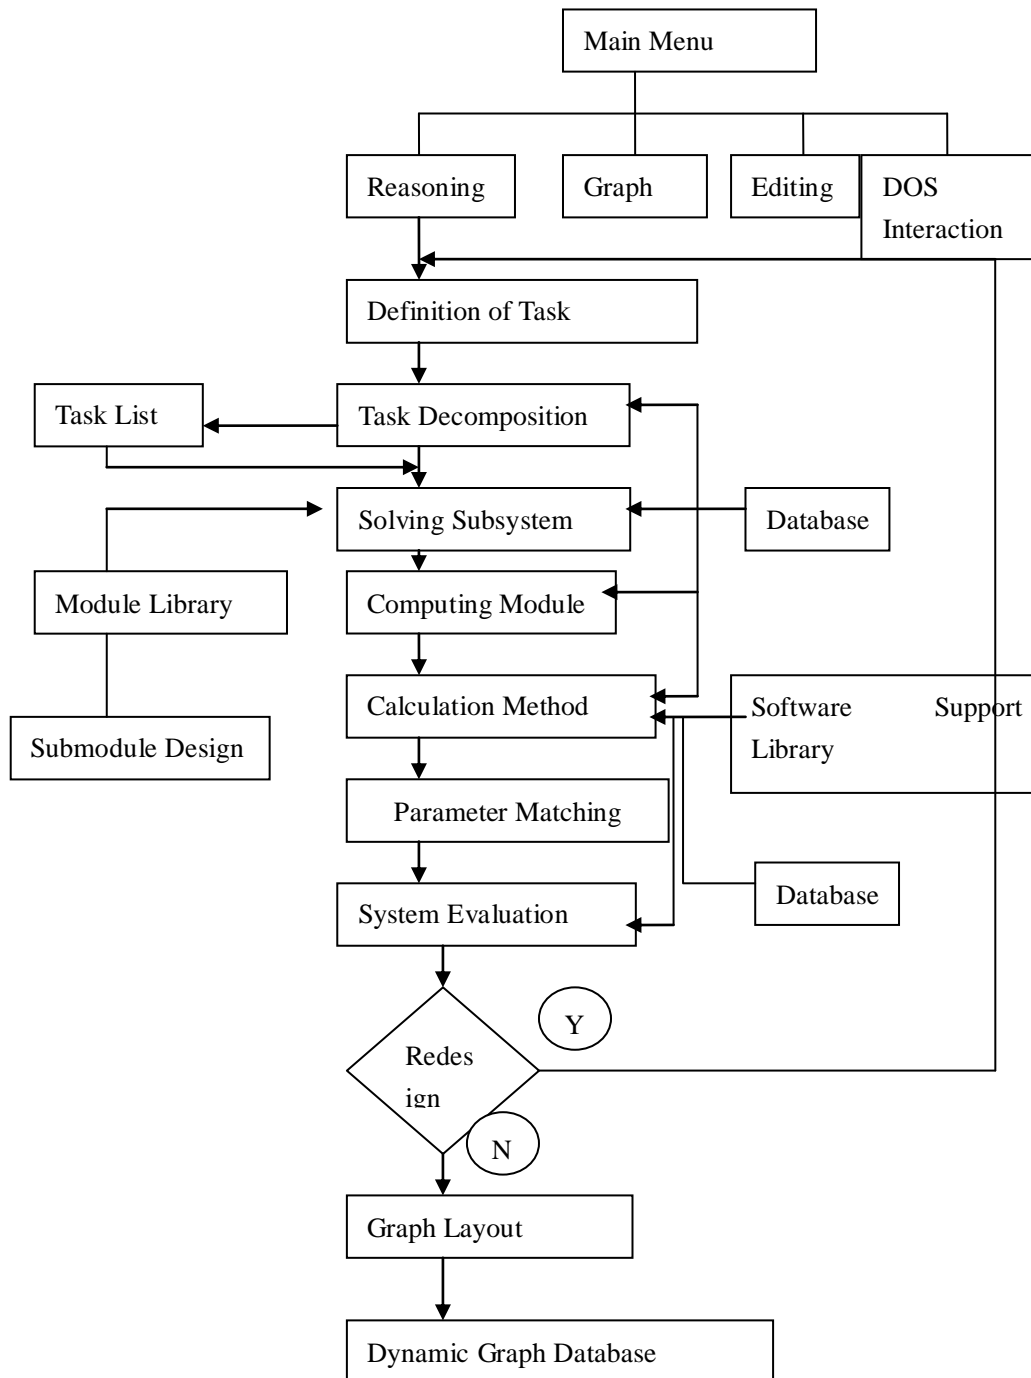 Main Menu
Reasoning
Graph
Editing
DOS
Interaction
Definition of Task
Task List
Task Decomposition
Solving Subsystem
Database
Module Library
Computing Module
Calculation Method
Software Support
Library
Submodule Design
Parameter Matching
Database
System Evaluation
Y
Redes
ign
N
Graph Layout
Dynamic Graph Database